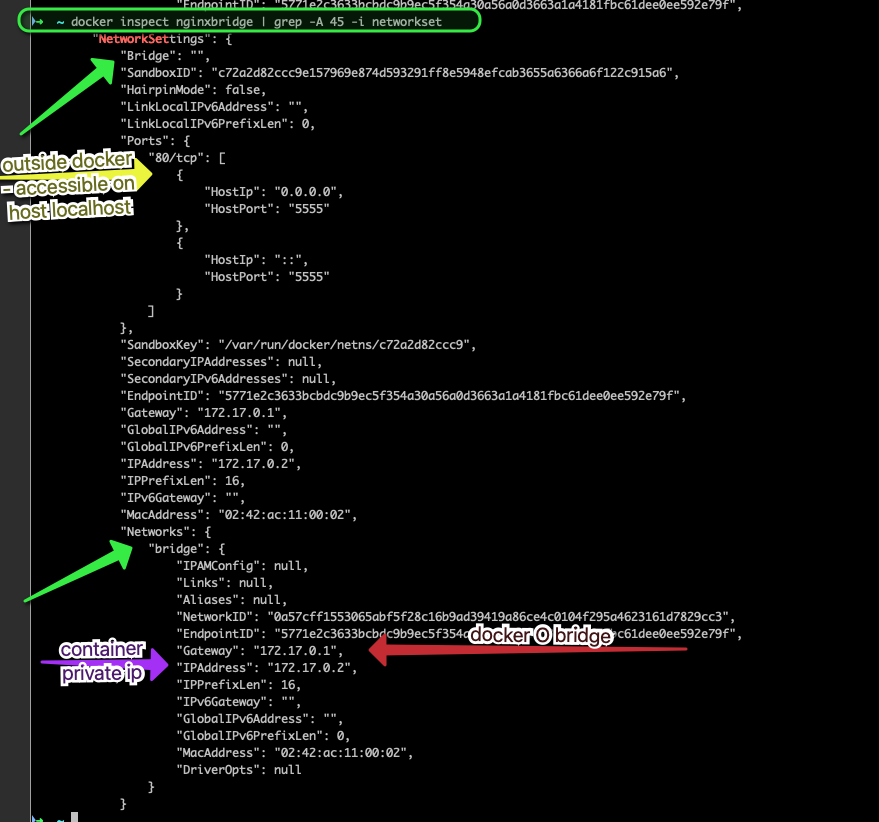 "EndpointID": "5771e2c3633bcbdc9b9ec5f354a30a56a0d3663a1a4181fbc61dee0ee592e79f",
~ docker inspect nginxbridge | grep -A 45 -i networkset
"NetworkSettings": {
"Bridge": "",
"SandboxID": "c72a2d82ccc9e157969e874d593291ff8e5948efcab3655a6366a6f122c915a6",
"HairpinMode": false,
"LinkLocalIPv6Address": "",
"LinkLocalIPv6PrefixLen": 0,
"Ports": {
"80/tcp": [
outside docker
- accessible on
host localhost
{
"HostIp": "0.0.0.0",
"HostPort": "5555"
},
{
"HostIp": "::",
"HostPort": "5555"
}
]
},
"SandboxKey": "/var/run/docker/netns/c72a2d82ccc9",
"SecondaryIPAddresses": null,
"SecondaryIPv6Addresses": null,
"EndpointID": "5771e2c3633bcbdc9b9ec5f354a30a56a0d3663a1a4181fbc61dee0ee592e79f",
"Gateway": "172.17.0.1",
"GlobalIPv6Address": "",
"GlobalIPv6PrefixLen": 0,
"IPAddress": "172.17.0.2",
"IPPrefixLen": 16,
"IPv6Gateway": "",
"MacAddress": "02:42:ac:11:00:02",
"Networks": {
"bridge": {
"IPAMConfig": null,
"Links": null,
"Aliases": null,
"NetworkID": "0a57cff1553065abf5f28c16b9ad39419a86ce4c0104f295a4623161d7829cc3",
"EndpointID": "5771e2c3633bcbdc9b9ec5f354a bc61dee0ee592e79f",
docker 0 bridge
"Gateway": "172.17.0.1",
container
private ip
"IPAddress": "172.17.0.2",
"IPPrefixLen": 16,
"IPv6Gateway": "",
"GlobalIPv6Address": "",
"GlobalIPv6PrefixLen": 0,
"MacAddress": "02:42:ac:11:00:02",
"DriverOpts": null
}
}
~